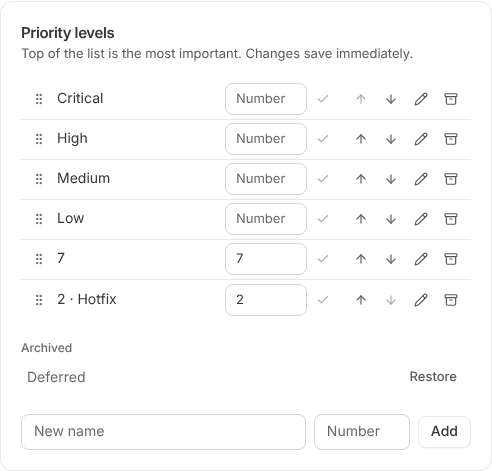 Priority levels
Top of the list is the most important. Changes save immediately.
Critical Number
High Number
Medium Number
Low Number
7 7
2 · Hotfix 2
Archived
Deferred Restore
New name Number Add